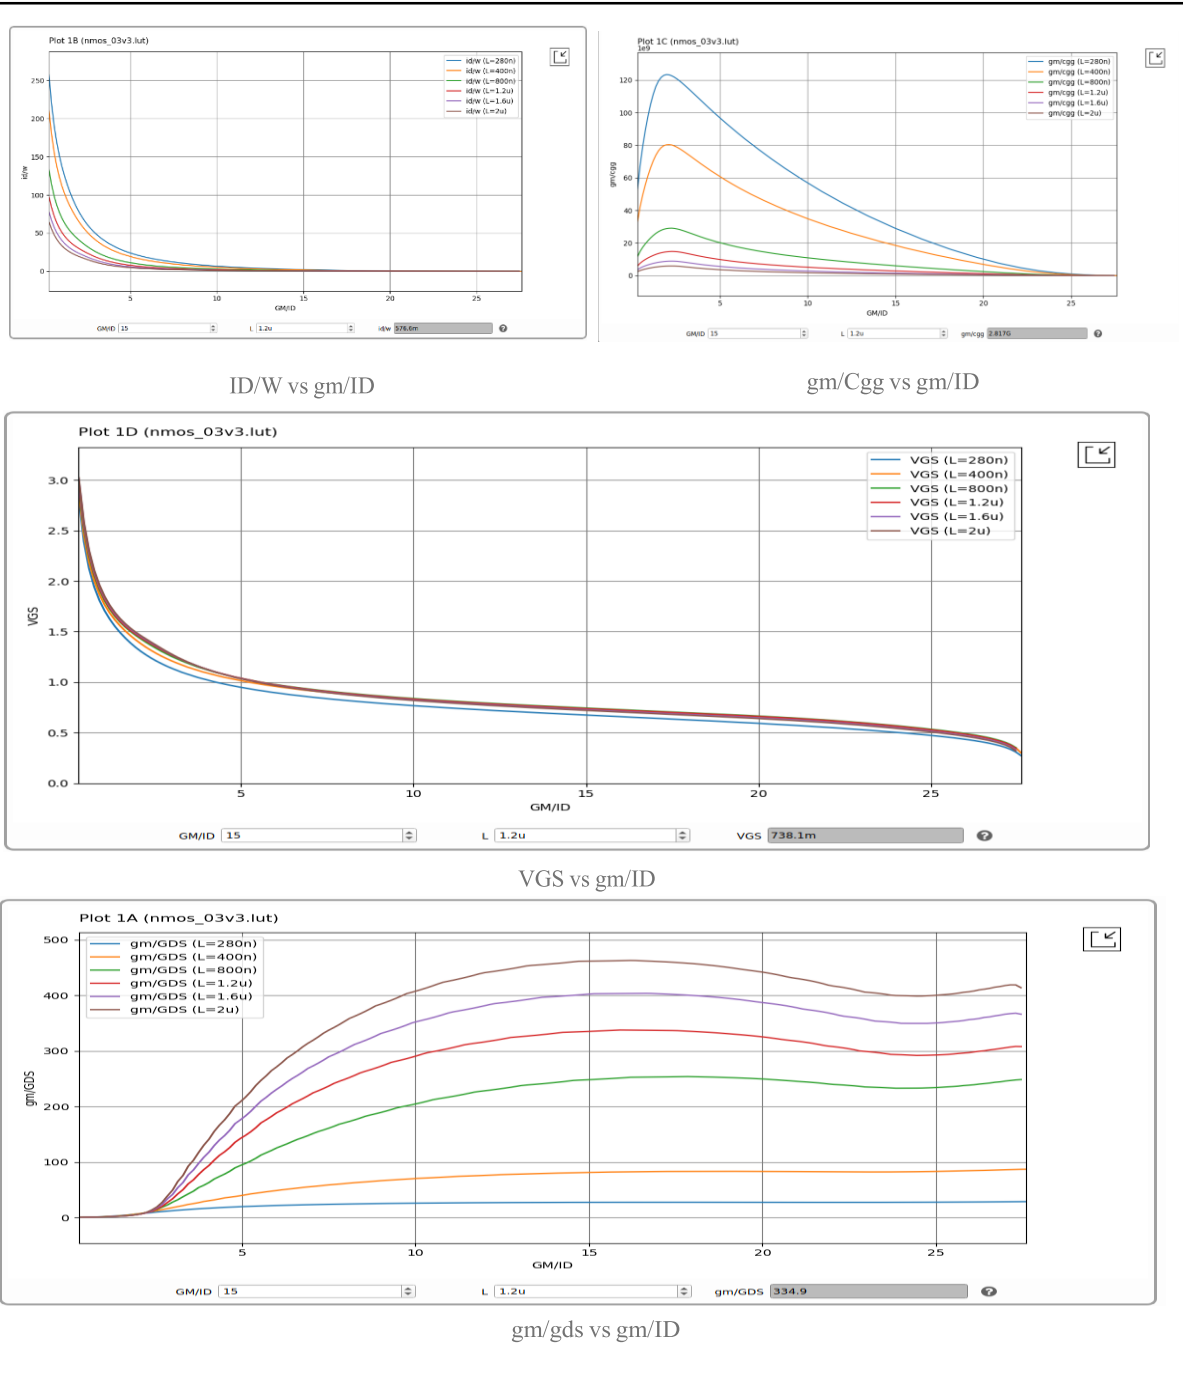 Plot 1B (nmos_03v3.lut)
id/w (L=280n)
id/w (L=400n)
id/w (L=800n)
id/w (L=1.2u)
id/w (L=1.6u)
id/w (L=2u)
250
200
150
100
50
0
id/w
5 10 15 20 25
GM/ID
GM/ID 15 L 1.2u id/w 576.6m ?
ID/W vs gm/ID
Plot 1C (nmos_03v3.lut)
1e9
gm/cgg (L=280n)
gm/cgg (L=400n)
gm/cgg (L=800n)
gm/cgg (L=1.2u)
gm/cgg (L=1.6u)
gm/cgg (L=2u)
120
100
80
60
40
20
0
gm/cgg
5 10 15 20 25
GM/ID
GM/ID 15 L 1.2u gm/cgg 2.817G ?
gm/Cgg vs gm/ID
Plot 1D (nmos_03v3.lut)
VGS (L=280n)
VGS (L=400n)
VGS (L=800n)
VGS (L=1.2u)
VGS (L=1.6u)
VGS (L=2u)
3.0
2.5
2.0
1.5
1.0
0.5
0.0
VGS
5 10 15 20 25
GM/ID
GM/ID 15 L 1.2u VGS 738.1m ?
VGS vs gm/ID
Plot 1A (nmos_03v3.lut)
gm/GDS (L=280n)
gm/GDS (L=400n)
gm/GDS (L=800n)
gm/GDS (L=1.2u)
gm/GDS (L=1.6u)
gm/GDS (L=2u)
500
400
300
200
100
0
gm/GDS
5 10 15 20 25
GM/ID
GM/ID 15 L 1.2u gm/GDS 334.9 ?
gm/gds vs gm/ID